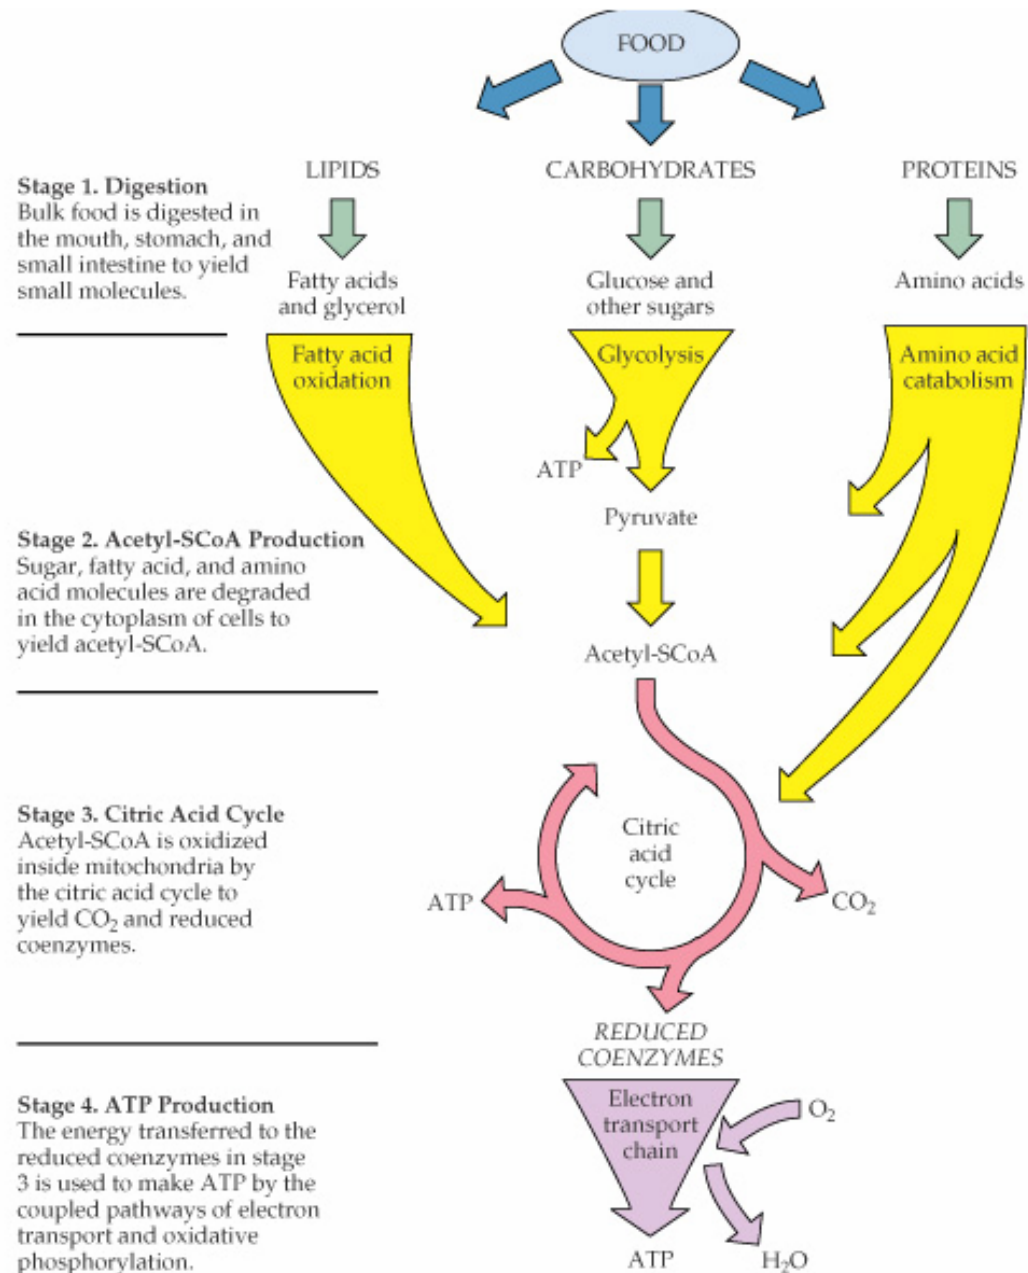 FOOD
LIPIDS
CARBOHYDRATES
PROTEINS
Stage 1. Digestion
Bulk food is digested in
the mouth, stomach, and
small intestine to yield
small molecules.
Fatty acids
and glycerol
Glucose and
other sugars
Amino acids
Fatty acid
oxidation
Glycolysis
Amino acid
catabolism
ATP
Pyruvate
Stage 2. Acetyl-SCoA Production
Sugar, fatty acid, and amino
acid molecules are degraded
in the cytoplasm of cells to
yield acetyl-SCoA.
Acetyl-SCoA
Stage 3. Citric Acid Cycle
Acetyl-SCoA is oxidized
inside mitochondria by
the citric acid cycle to
yield CO₂ and reduced
coenzymes.
Citric
acid
cycle
ATP
CO₂
REDUCED
COENZYMES
Stage 4. ATP Production
The energy transferred to the
reduced coenzymes in stage
3 is used to make ATP by the
coupled pathways of electron
transport and oxidative
phosphorylation.
Electron
transport
chain
O₂
ATP
H₂O